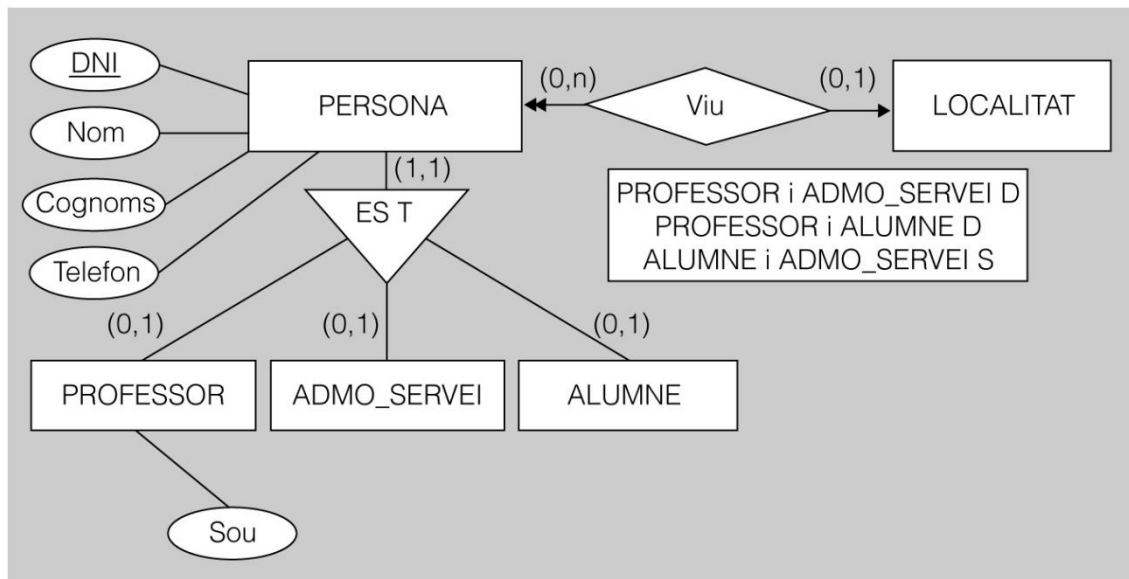 DNI
Nom
Cognoms
Telefon
PERSONA
(0,n)
Viu
(0,1)
LOCALITAT
(1,1)
ES T
PROFESSOR i ADMO_SERVEI D
PROFESSOR i ALUMNE D
ALUMNE i ADMO_SERVEI S
(0,1)
(0,1)
(0,1)
PROFESSOR
ADMO_SERVEI
ALUMNE
Sou